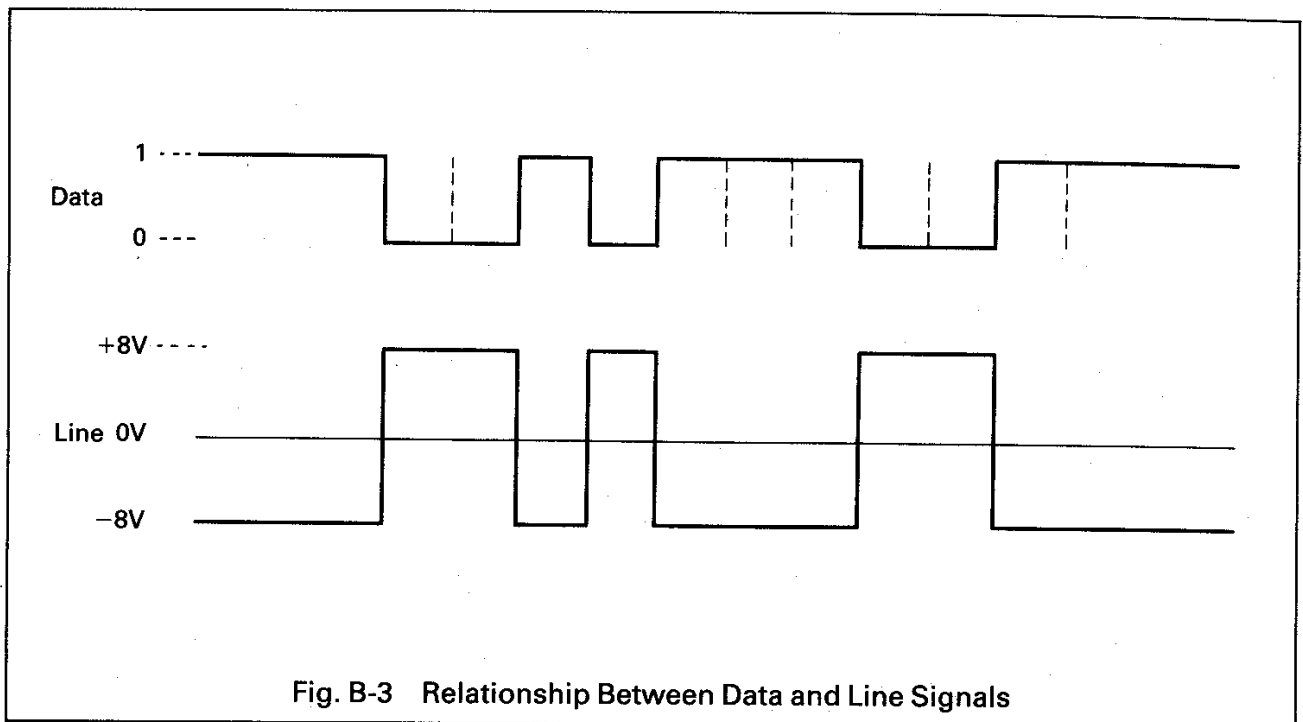 1
Data
0
+8V
Line 0V
−8V
Fig. B-3 Relationship Between Data and Line Signals